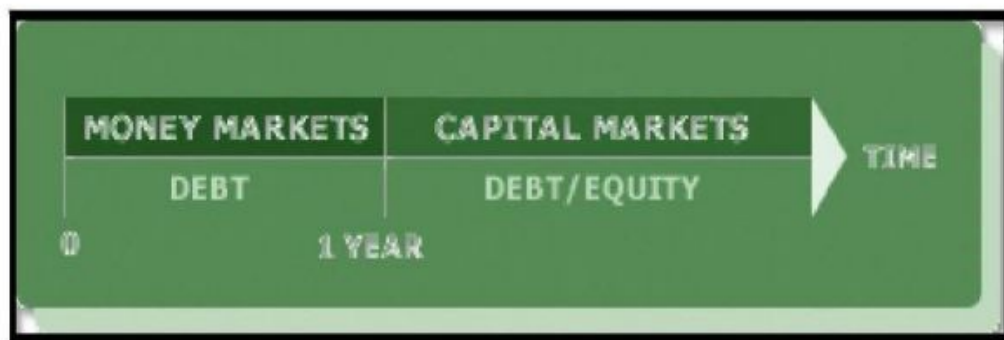 MONEY MARKETS CAPITAL MARKETS
TIME
DEBT DEBT/EQUITY
0 1 YEAR